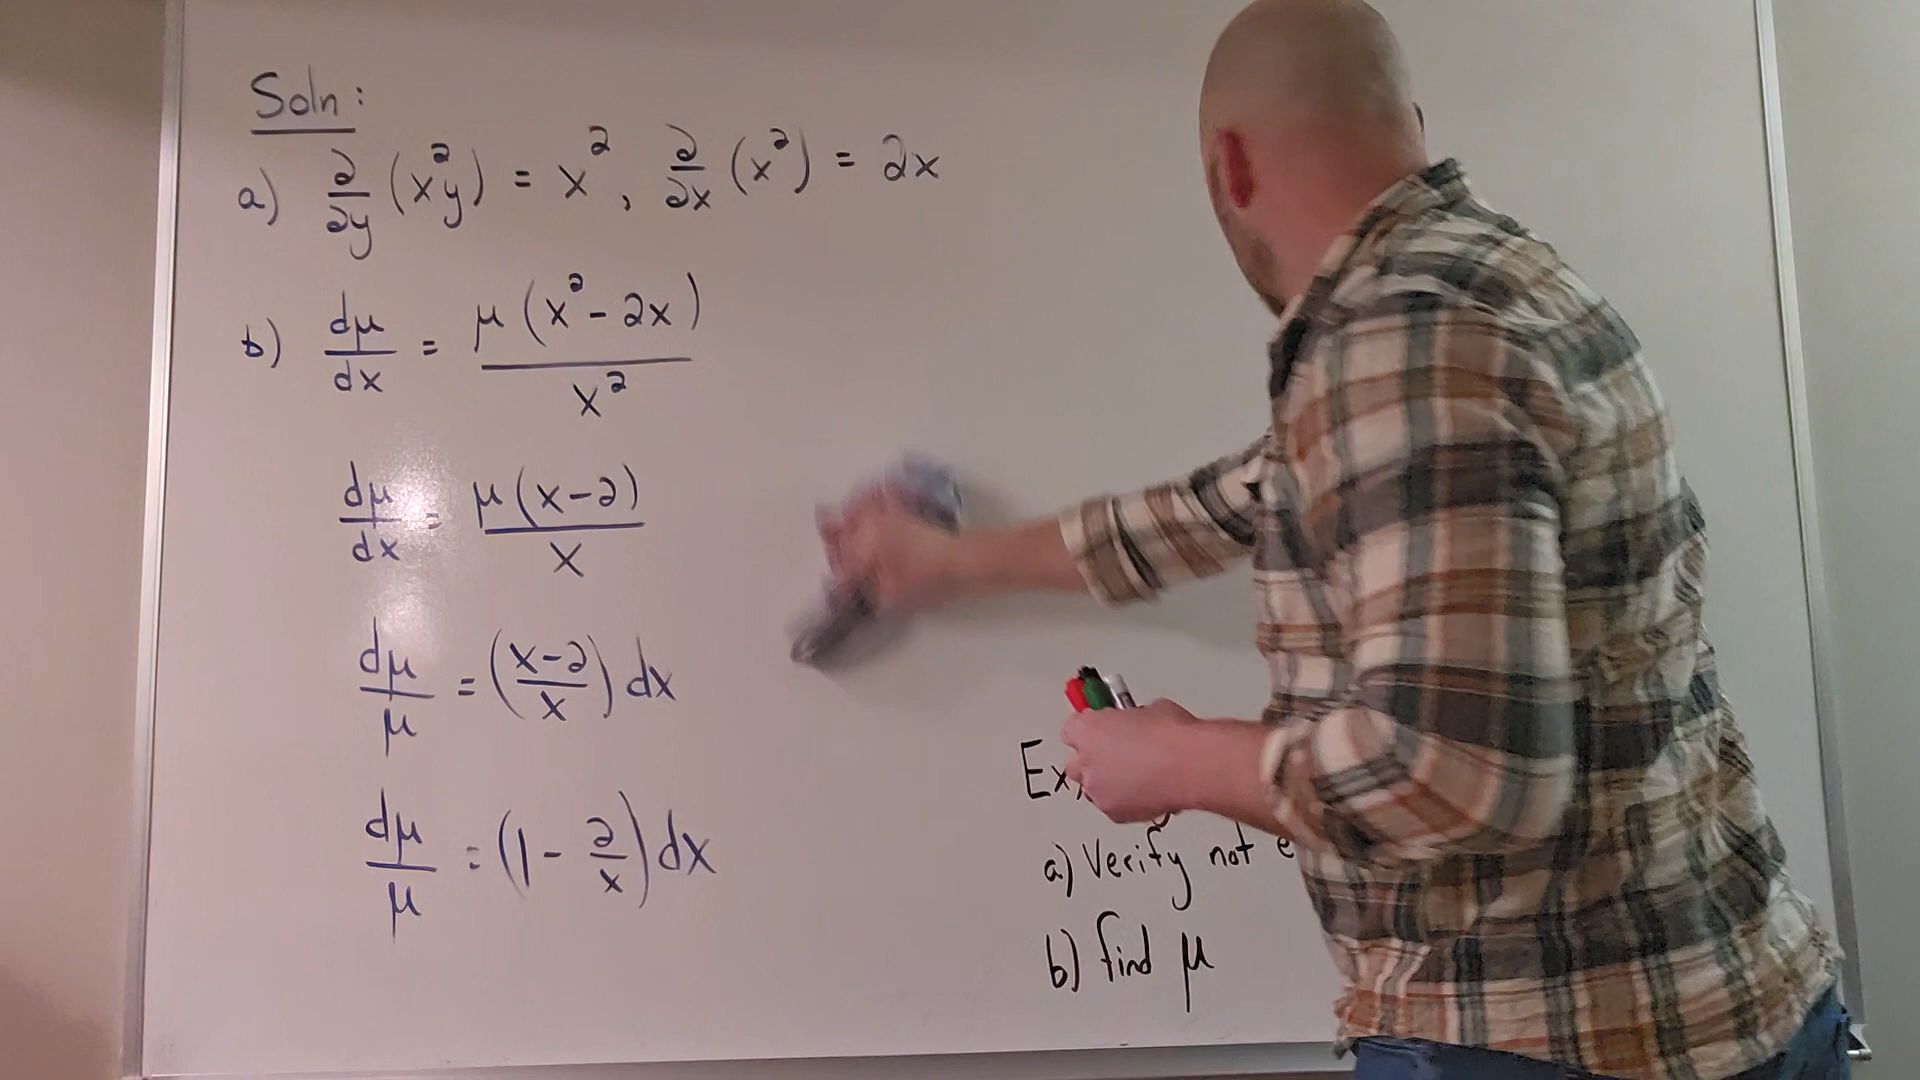 Soln:
a) ∂/∂y (x²y) = x², ∂/∂x (x²) = 2x
b) dμ/dx = μ(x²-2x)/x²
dμ/dx = μ(x-2)/x
dμ/μ = (x-2/x) dx
dμ/μ = (1 - 2/x) dx
a) Verify not
b) find μ